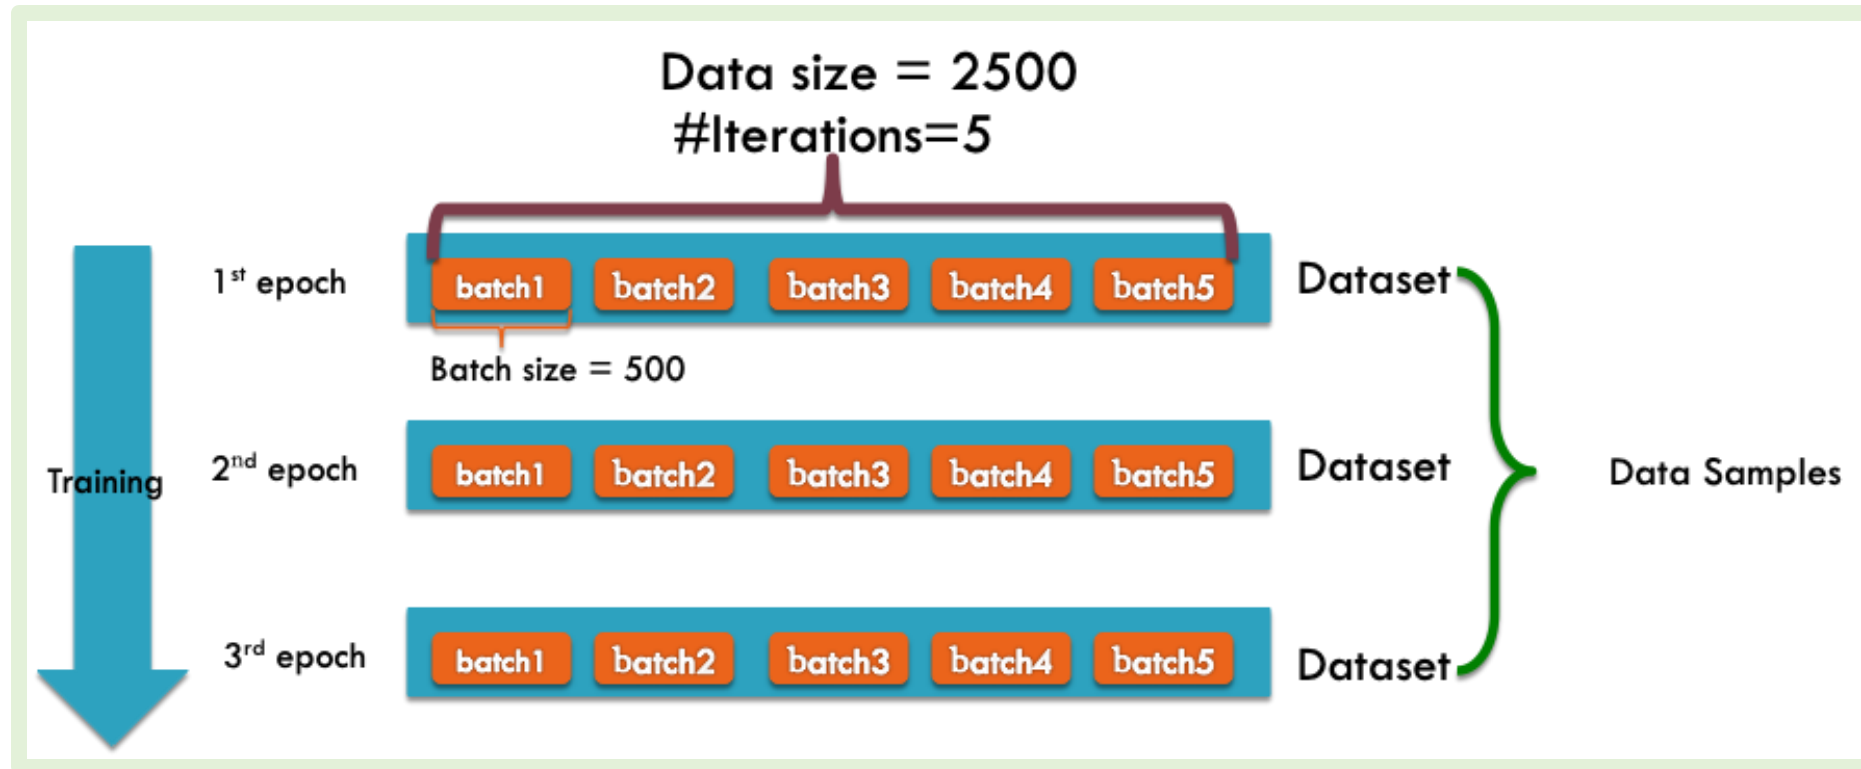 Data size = 2500
#Iterations=5
1st epoch
batch1 batch2 batch3 batch4 batch5
Dataset
Batch size = 500
Training
2nd epoch
batch1 batch2 batch3 batch4 batch5
Dataset
Data Samples
3rd epoch
batch1 batch2 batch3 batch4 batch5
Dataset